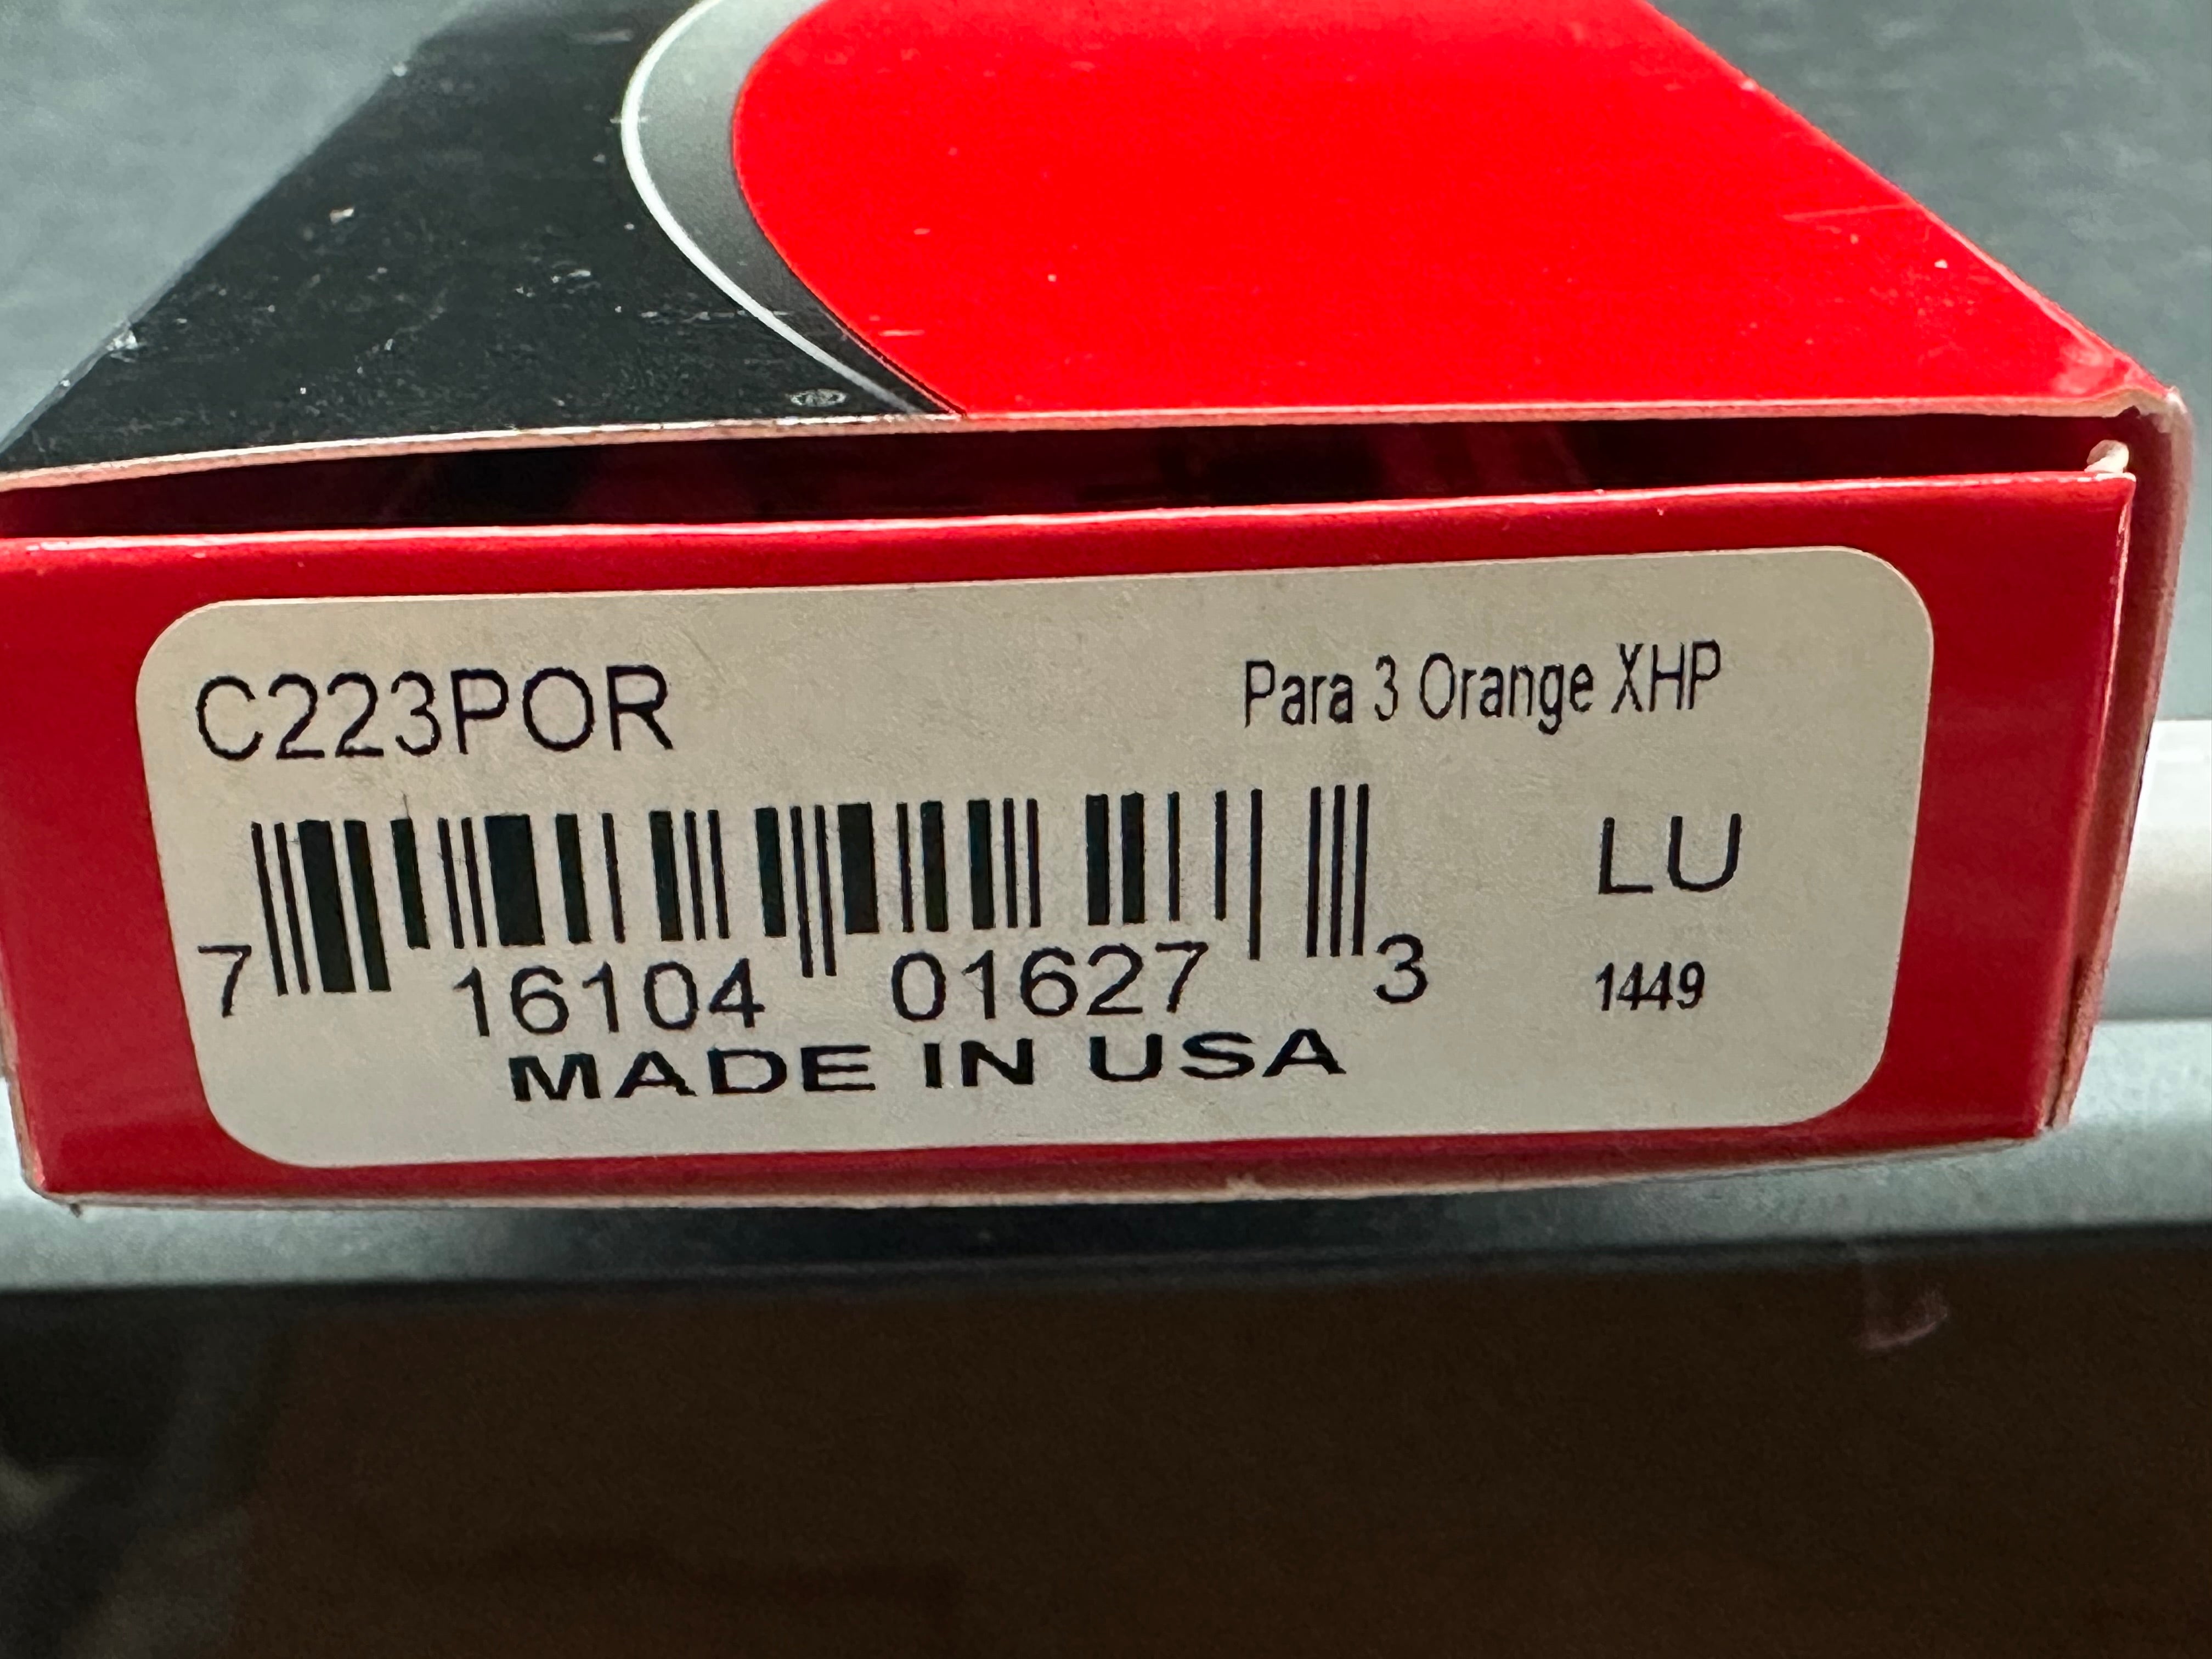 C223POR
Para 3 Orange XHP
7 16104 01627 3
LU
1449
MADE IN USA